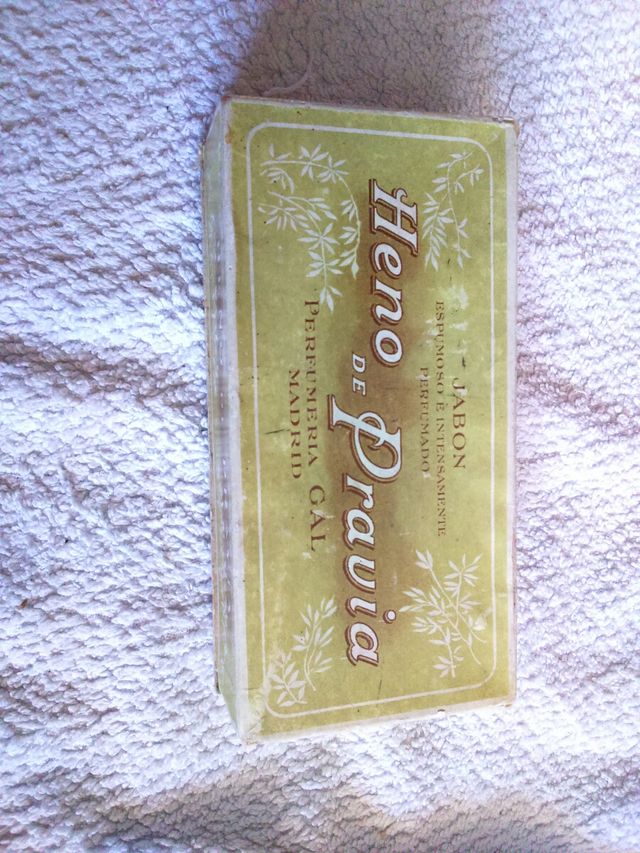 JABON
ESPUMOSO É INTENSAMENTE
PERFUMADO
Heno DE Pravia
PERFUMERIA GAL
MADRID